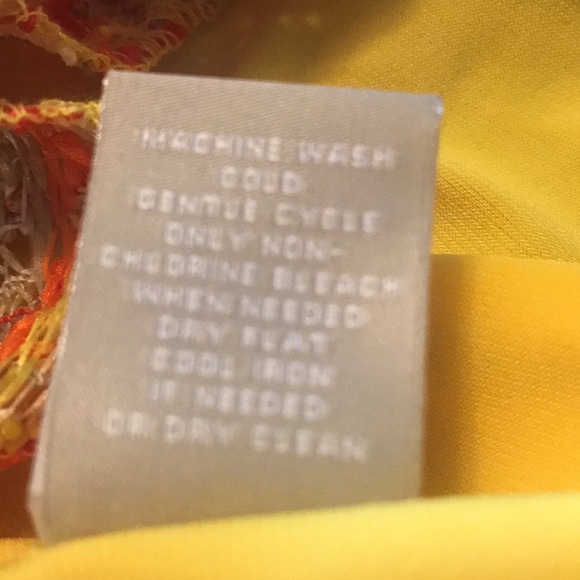 MACHINE WASH
COLD
GENTLE CYCLE
ONLY NON-
CHLORINE BLEACH
WHEN NEEDED
DRY FLAT
COOL IRON
IF NEEDED
OR DRY CLEAN